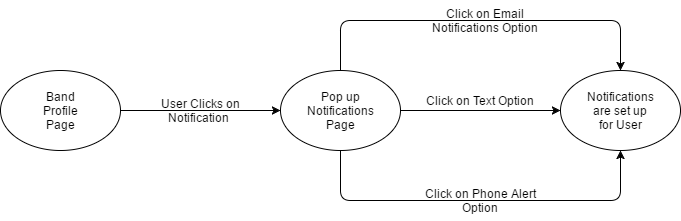 Click on Email
Notifications Option
Band
Profile
Page
User Clicks on
Notification
Pop up
Notifications
Page
Click on Text Option
Notifications
are set up
for User
Click on Phone Alert
Option